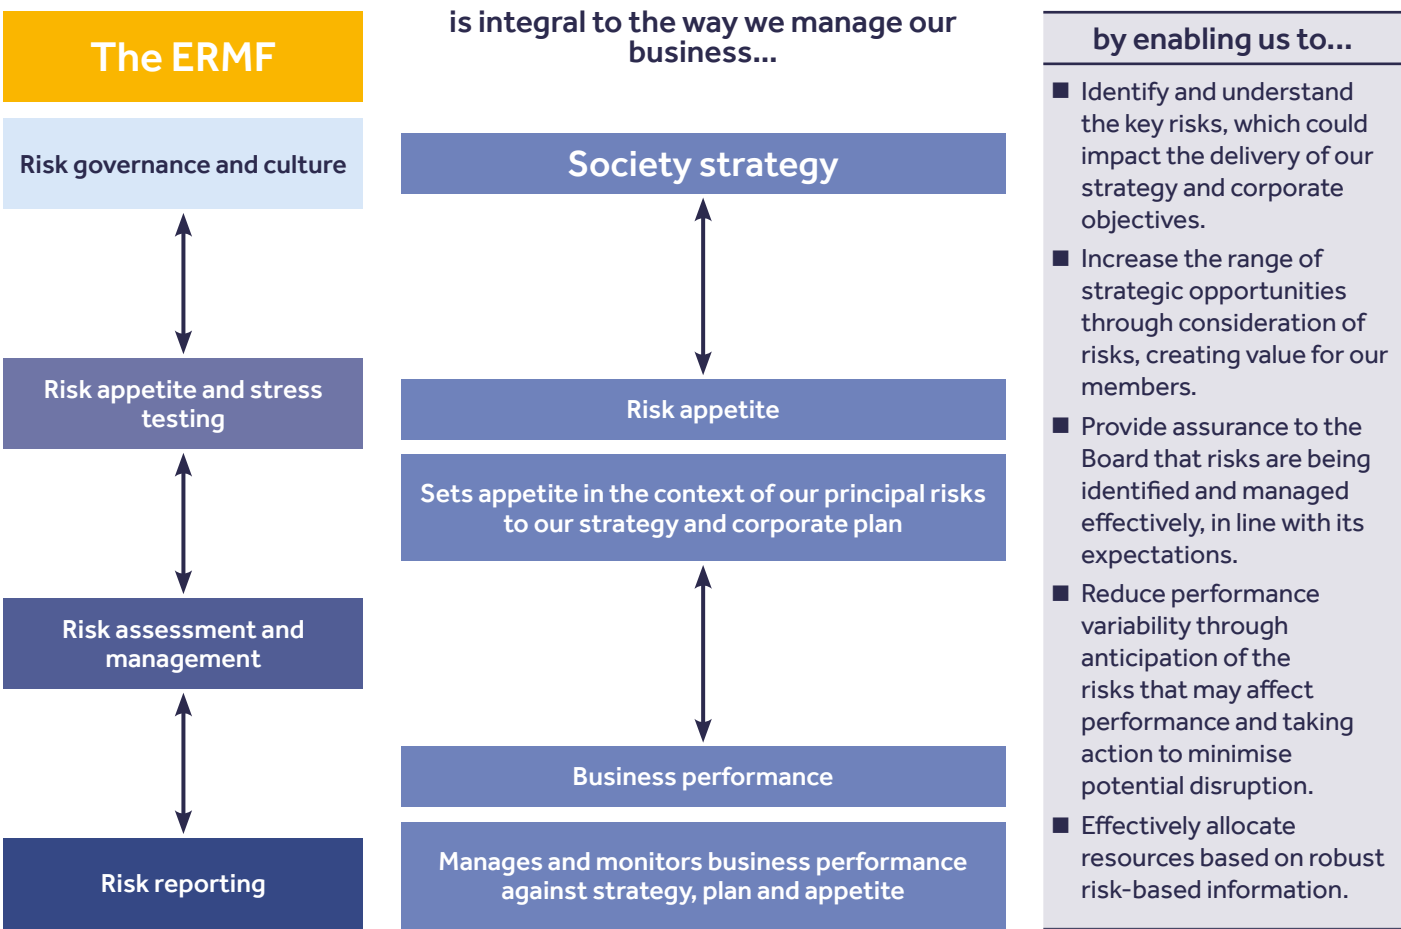 The ERMF
Risk governance and culture
Risk appetite and stress
testing
Risk assessment and
management
Risk reporting
is integral to the way we manage our
business...
Society strategy
Risk appetite
Sets appetite in the context of our principal risks
to our strategy and corporate plan
Business performance
Manages and monitors business performance
against strategy, plan and appetite
by enabling us to...
■ Identify and understand
the key risks, which could
impact the delivery of our
strategy and corporate
objectives.
■ Increase the range of
strategic opportunities
through consideration of
risks, creating value for our
members.
■ Provide assurance to the
Board that risks are being
identified and managed
effectively, in line with its
expectations.
■ Reduce performance
variability through
anticipation of the
risks that may affect
performance and taking
action to minimise
potential disruption.
■ Effectively allocate
resources based on robust
risk-based information.